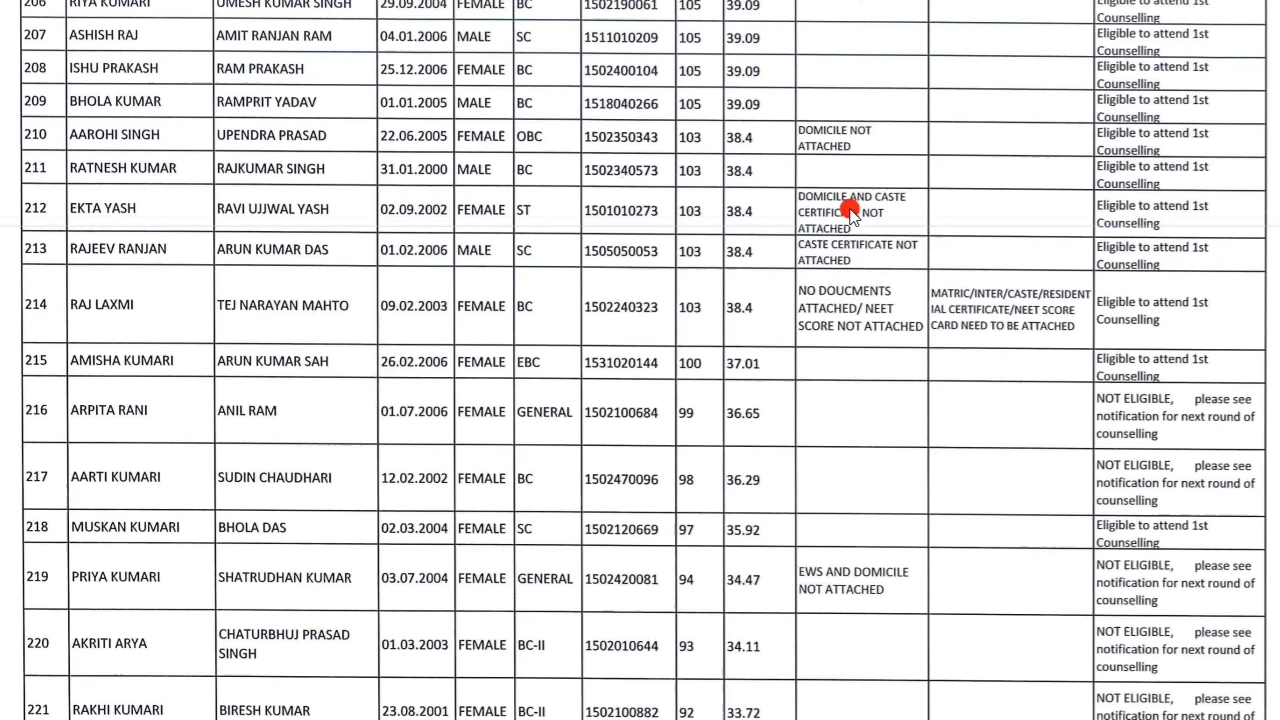 206 RIYA KUMARI UMESH KUMAR SINGH 29.09.2004 FEMALE BC 1502190061 105 39.09 Eligible to attend 1st
Counselling
207 ASHISH RAJ AMIT RANJAN RAM 04.01.2006 MALE SC 1511010209 105 39.09 Eligible to attend 1st
Counselling
208 ISHU PRAKASH RAM PRAKASH 25.12.2006 FEMALE BC 1502400104 105 39.09 Eligible to attend 1st
Counselling
209 BHOLA KUMAR RAMPRIT YADAV 01.01.2005 MALE BC 1518040266 105 39.09 Eligible to attend 1st
Counselling
210 AAROHI SINGH UPENDRA PRASAD 22.06.2005 FEMALE OBC 1502350343 103 38.4 DOMICILE NOT Eligible to attend 1st
ATTACHED Counselling
211 RATNESH KUMAR RAJKUMAR SINGH 31.01.2000 MALE BC 1502340573 103 38.4 Eligible to attend 1st
Counselling
DOMICILE AND CASTE
212 EKTA YASH RAVI UJJWAL YASH 02.09.2002 FEMALE ST 1501010273 103 38.4 NOT Eligible to attend 1st
ATTACHED Counselling
213 RAJEEV RANJAN ARUN KUMAR DAS 01.02.2006 MALE SC 1505050053 103 38.4 CASTE CERTIFICATE NOT Eligible to attend 1st
ATTACHED Counselling
NO DOUCMENTS MATRIC/INTER/CASTE/RESIDENT
214 RAJ LAXMI TEJ NARAYAN MAHTO 09.02.2003 FEMALE BC 1502240323 103 38.4 ATTACHED/ NEET IAL CERTIFICATE/NEET SCORE Eligible to attend 1st
SCORE NOT ATTACHED CARD NEED TO BE ATTACHED Counselling
215 AMISHA KUMARI ARUN KUMAR SAH 26.02.2006 FEMALE EBC 1531020144 100 37.01 Eligible to attend 1st
Counselling
NOT ELIGIBLE, please see
216 ARPITA RANI ANIL RAM 01.07.2006 FEMALE GENERAL 1502100684 99 36.65 notification for next round of
counselling
NOT ELIGIBLE, please see
217 AARTI KUMARI SUDIN CHAUDHARI 12.02.2002 FEMALE BC 1502470096 98 36.29 notification for next round of
counselling
218 MUSKAN KUMARI BHOLA DAS 02.03.2004 FEMALE SC 1502120669 97 35.92 Eligible to attend 1st
Counselling
NOT ELIGIBLE, please see
219 PRIYA KUMARI SHATRUDHAN KUMAR 03.07.2004 FEMALE GENERAL 1502420081 94 34.47 EWS AND DOMICILE notification for next round of
NOT ATTACHED counselling
CHATURBHUJ PRASAD NOT ELIGIBLE, please see
220 AKRITI ARYA SINGH 01.03.2003 FEMALE BC-II 1502010644 93 34.11 notification for next round of
counselling
NOT ELIGIBLE, please see
221 RAKHI KUMARI BIRESH KUMAR 23.08.2001 FEMALE BC-II 1502100882 92 33.72 notification for next round of